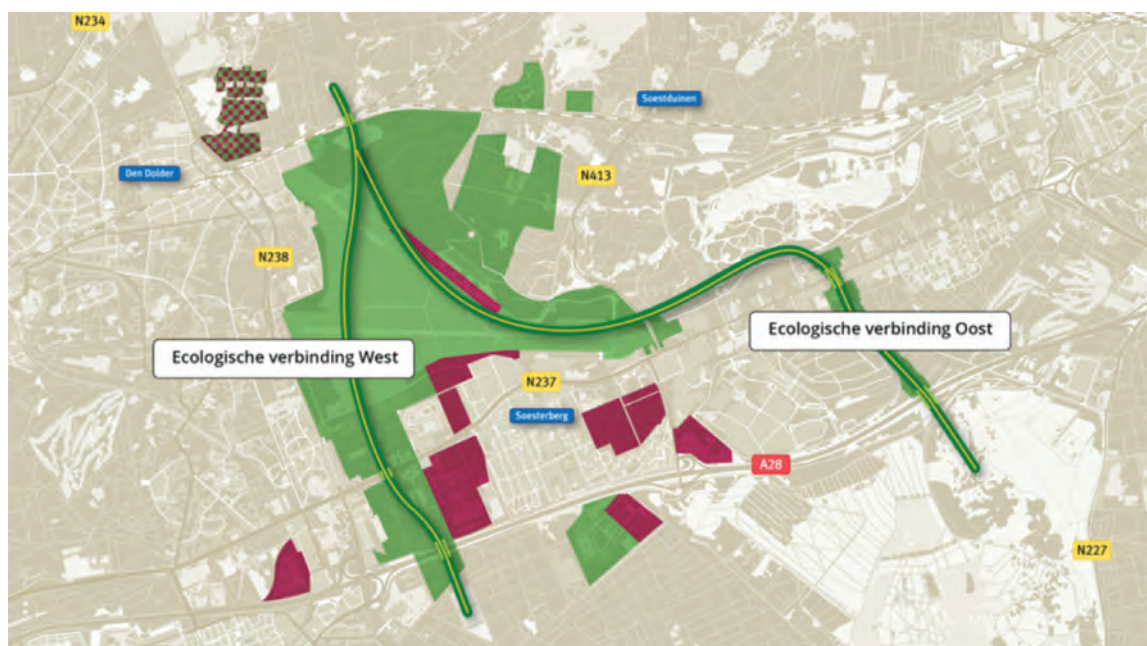 N234
Soestduinen
Den Dolder
N413
N238
Ecologische verbinding Oost
Ecologische verbinding West
N237
Soesterberg
A28
N227